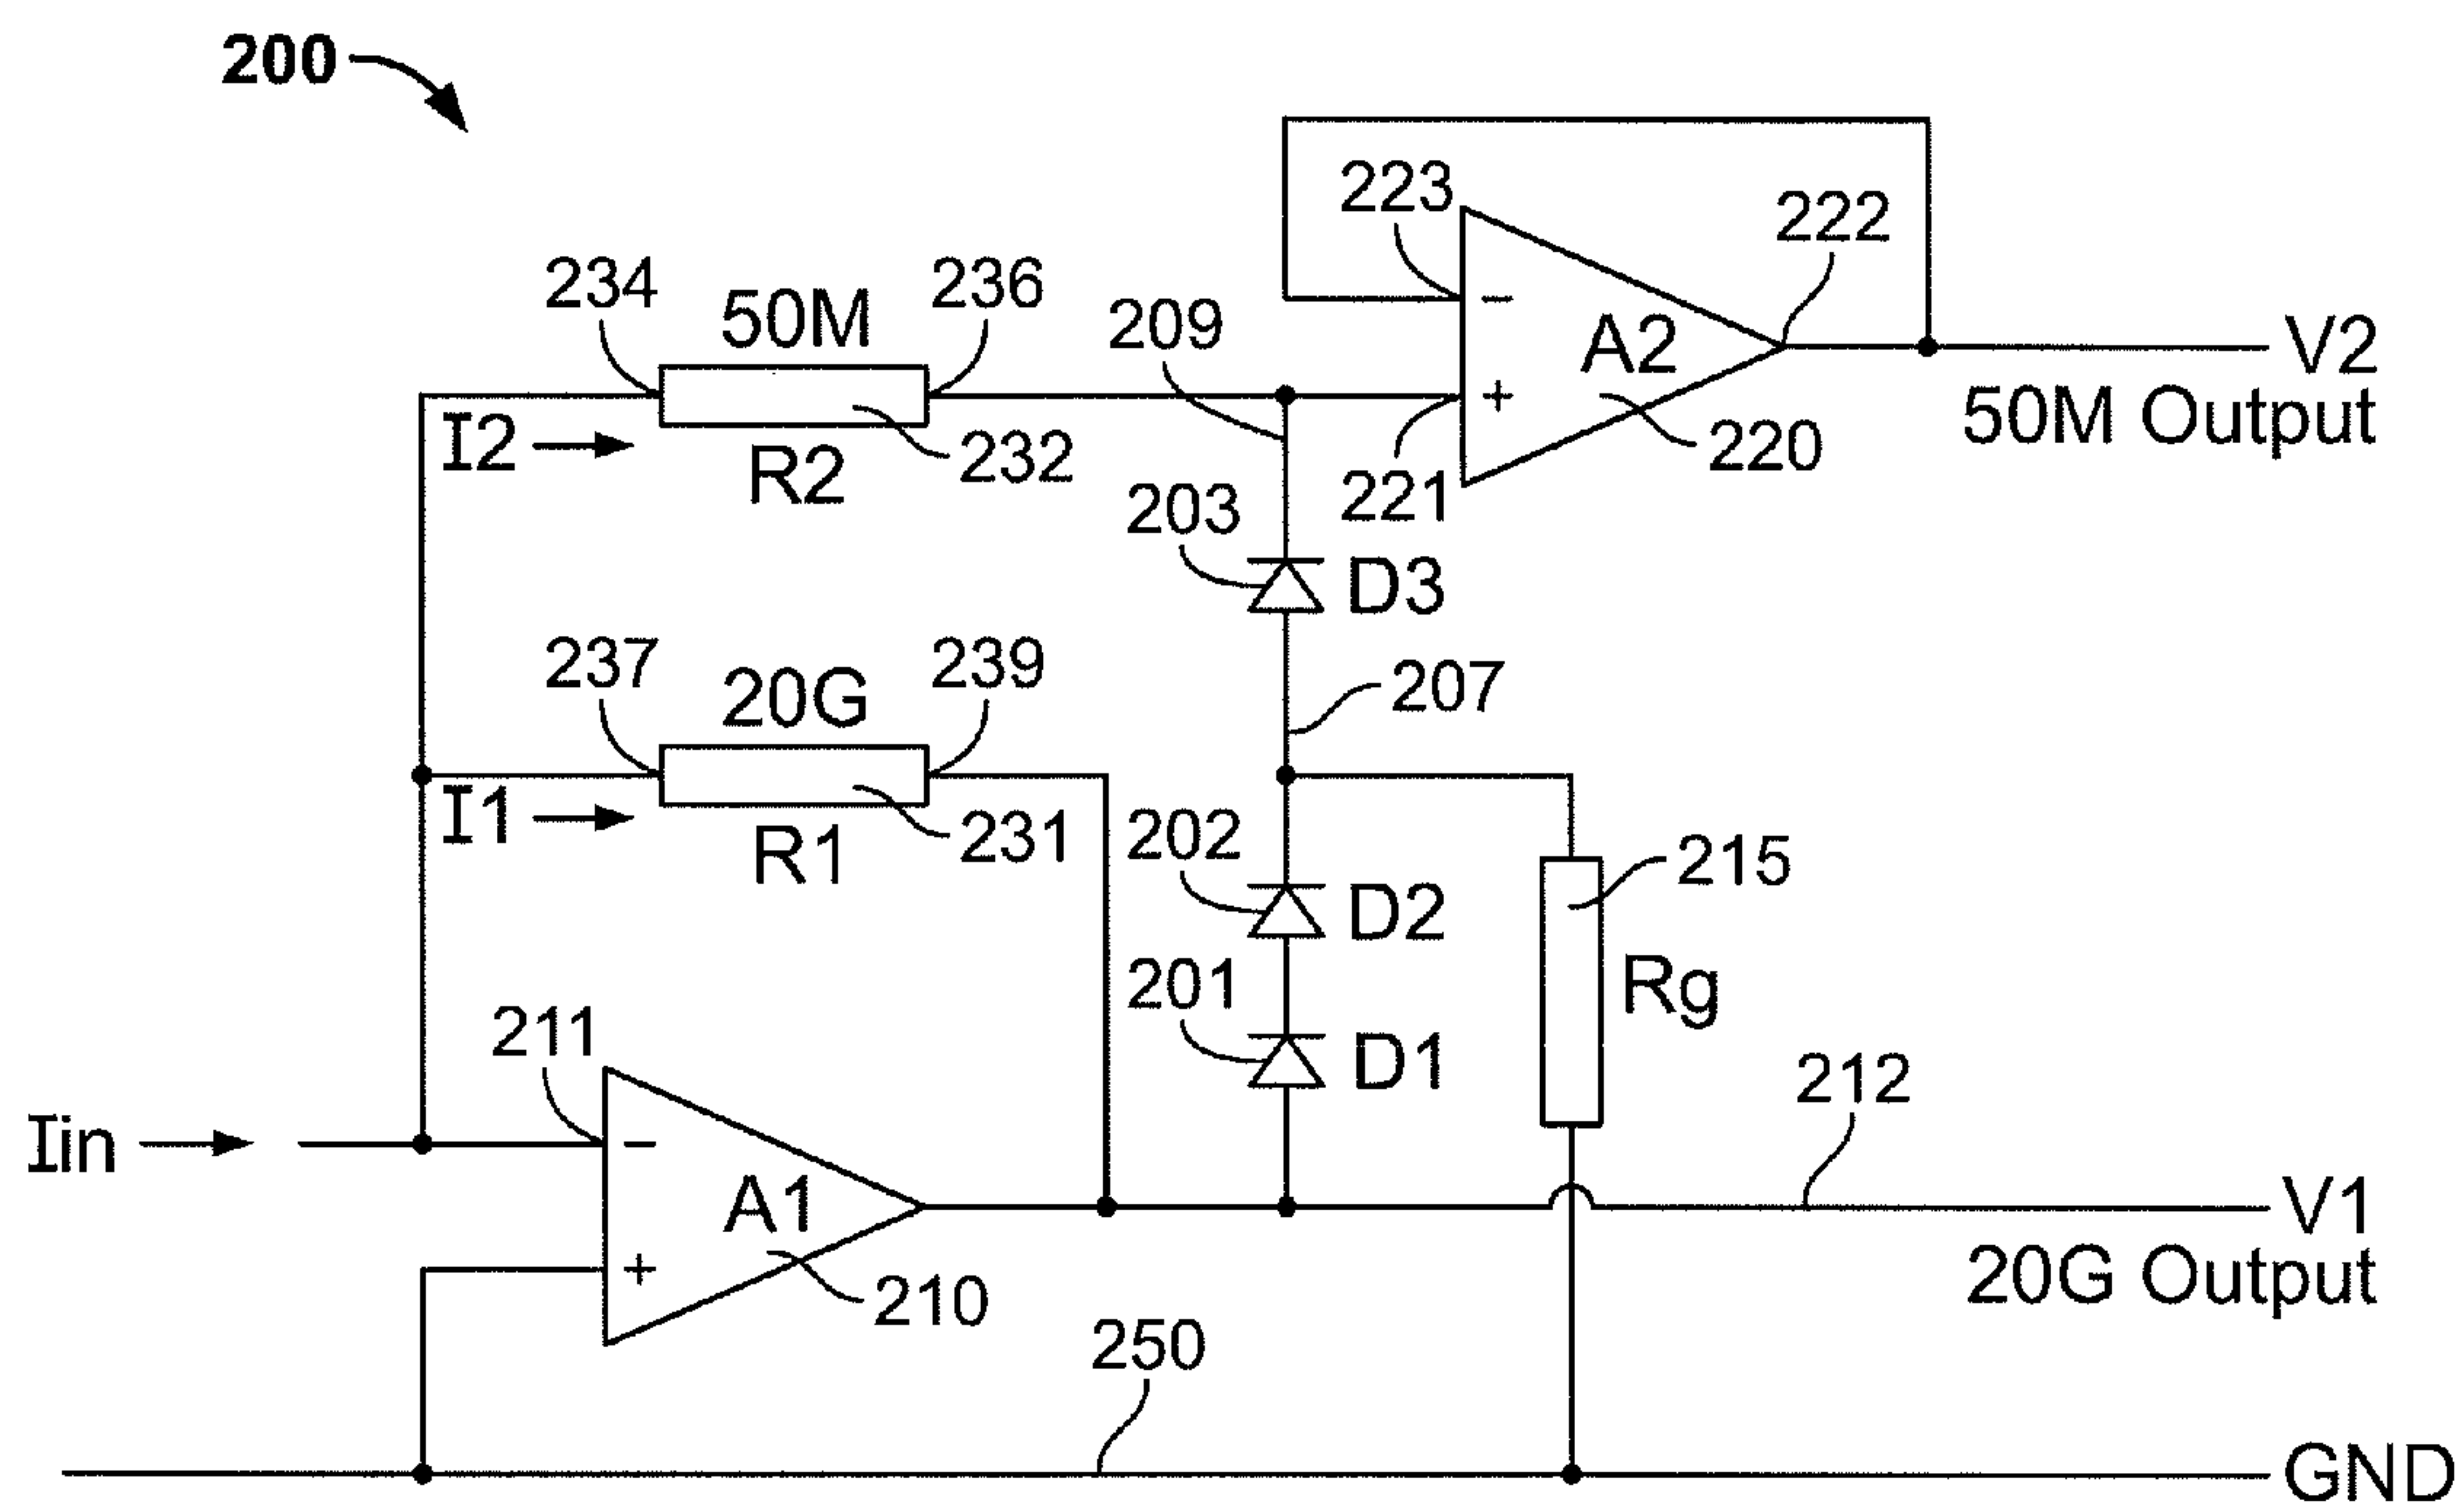 200
223
222
234
50M
236
209
A2
V2
50M Output
I2
R2
232
221
220
203
D3
237
20G
239
207
I1
R1
231
202
D2
215
201
D1
Rg
211
212
Iin
A1
V1
20G Output
210
250
GND
-
+
-
+